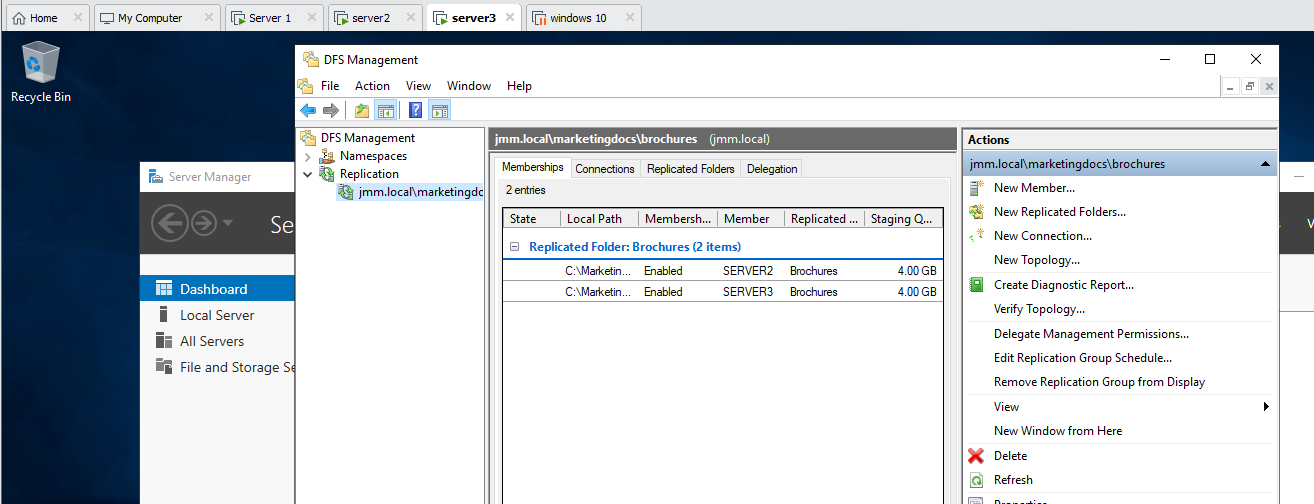 Home
My Computer
Server 1
server2
server3
windows 10
Recycle Bin
DFS Management
File Action View Window Help
DFS Management
Namespaces
Replication
jmm.local\marketingdc
Server Manager
Se
Dashboard
Local Server
All Servers
File and Storage Se
jmm.local\marketingdocs\brochures (jmm.local)
Memberships Connections Replicated Folders Delegation
2 entries
State Local Path Membersh... Member Replicated ... Staging Q...
Replicated Folder: Brochures (2 items)
C:\Marketin... Enabled SERVER2 Brochures 4.00 GB
C:\Marketin... Enabled SERVER3 Brochures 4.00 GB
Actions
jmm.local\marketingdocs\brochures
New Member...
New Replicated Folders...
New Connection...
New Topology...
Create Diagnostic Report...
Verify Topology...
Delegate Management Permissions...
Edit Replication Group Schedule...
Remove Replication Group from Display
View
New Window from Here
Delete
Refresh